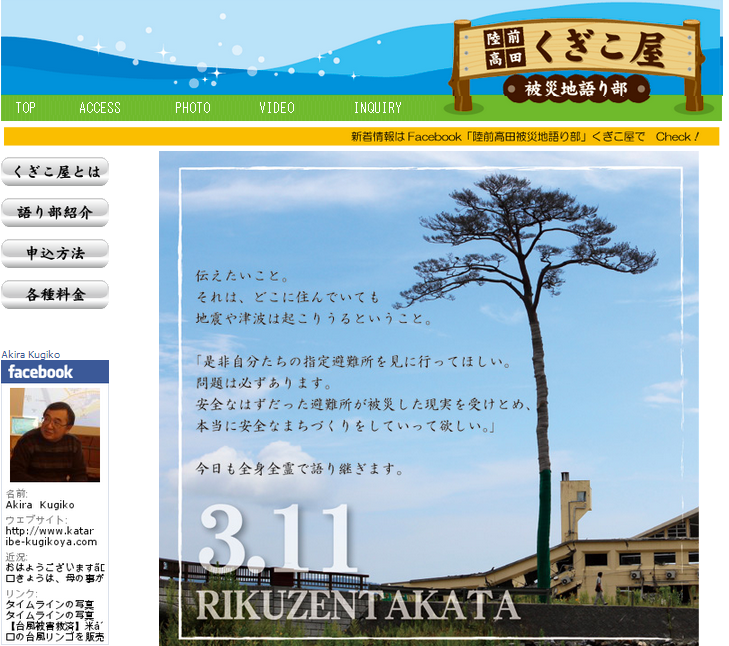 陸前高田 くぎこ屋
被災地語り部
TOP ACCESS PHOTO VIDEO INQUIRY
新着情報は Facebook「陸前高田被災地語り部」くぎこ屋で Check!
くぎこ屋とは
語り部紹介
申込方法
各種料金
Akira Kugiko
facebook
名前:
Akira Kugiko
ウェブサイト:
http://www.katar
ibe-kugikoya.com
近況:
おはようございます
きょうは、母の事が
リンク:
タイムラインの写真
タイムラインの写真
【台風被害救済】米
の台風リンゴを販売
伝えたいこと。
それは、どこに住んでいても
地震や津波は起こりうるということ。
「是非自分たちの指定避難所を見に行ってほしい。
問題は必ずあります。
安全なはずだった避難所が被災した現実を受けとめ、
本当に安全なまちづくりをしていって欲しい。」
今日も全身全霊で語り継ぎます。
3.11
RIKUZENTAKATA